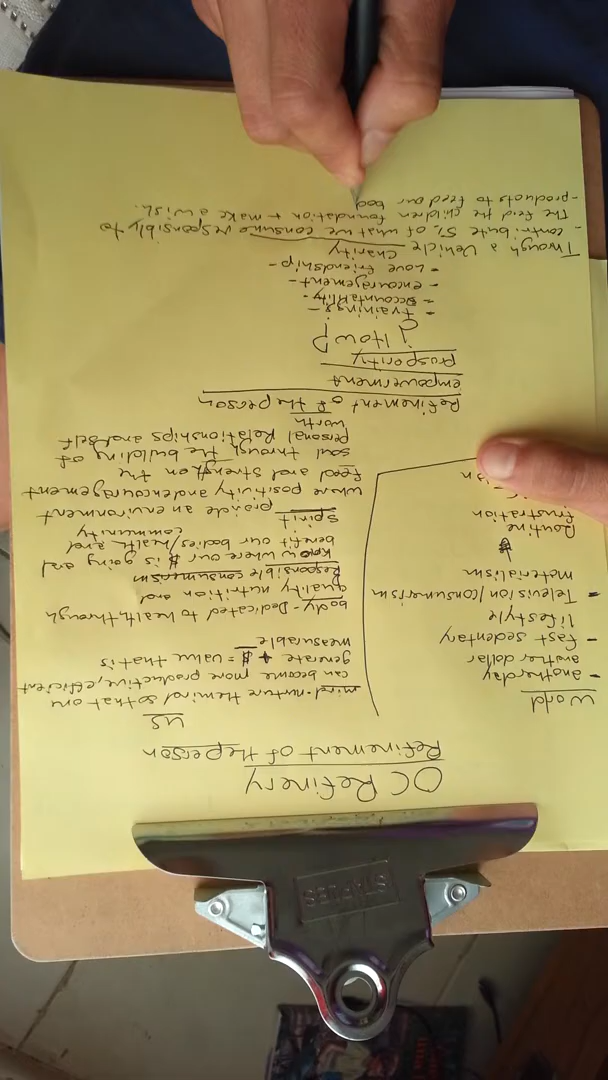 OC Refinery
Refinement of the person
World
- another day
another dollar
- fast sedentary
lifestyle
- Television/consumerism
materialism
Routine
frustration
US
mind- nurture the mind so that one
can become more productive, efficient
generate + $ = value that is
measurable
body - Dedicated to health through
quality nutrition and
Responsible consumerism
know where our $ is going and
benefit our bodies/health and
community
Spirit - provide an environment
where positivity and encouragement
feed and strengthen the
soul through the building of
personal Relationships and self
worth
Refinement of the person
empowerment
Prosperity
¿How?
- trainings -
- accountability -
- encouragement -
- Love friendship -
Through a vehicle charity
- contribute 5% of what we consume responsibly to
the feed the children foundation + make a wish.
- products to feed our bod
STAPLES